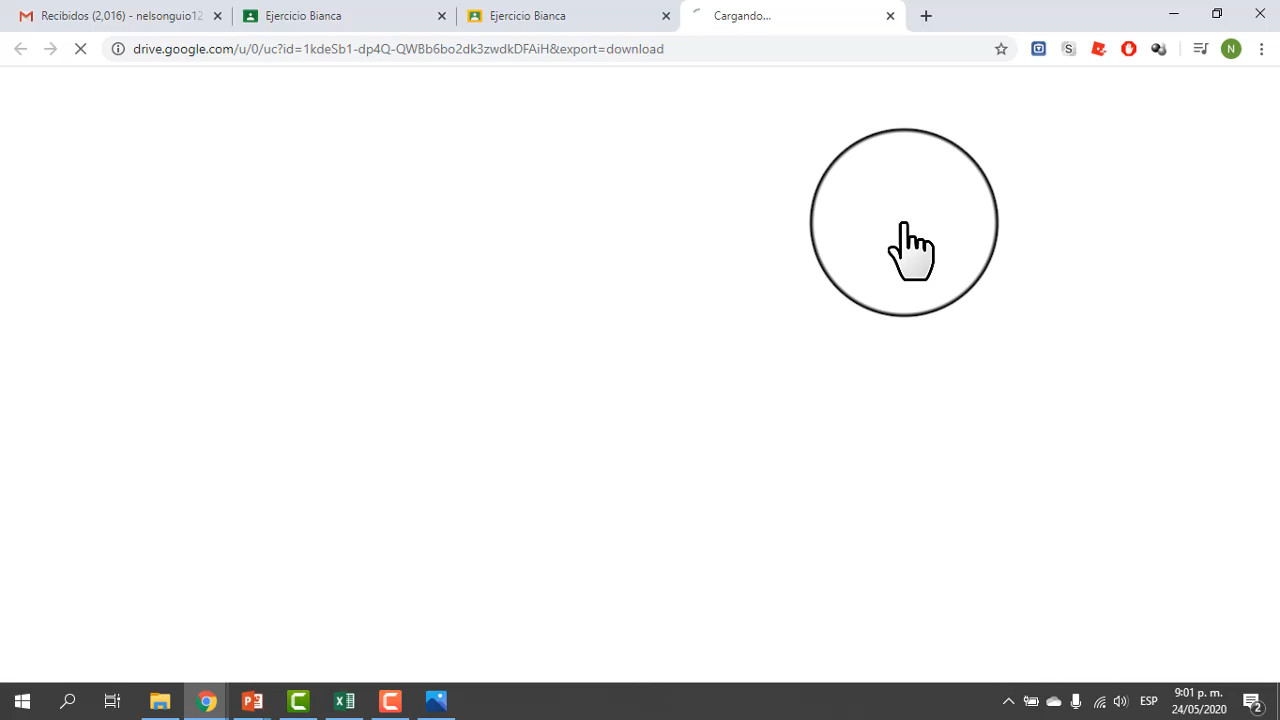 Recibidos (2,016) - nelsonguio12
Ejercicio Bianca
Ejercicio Bianca
Cargando...
drive.google.com/u/0/uc?id=1kdeSb1-dp4Q-QWBb6bo2dk3zwdkDFAiH&export=download
S
N
ESP
9:01 p. m.
24/05/2020
2